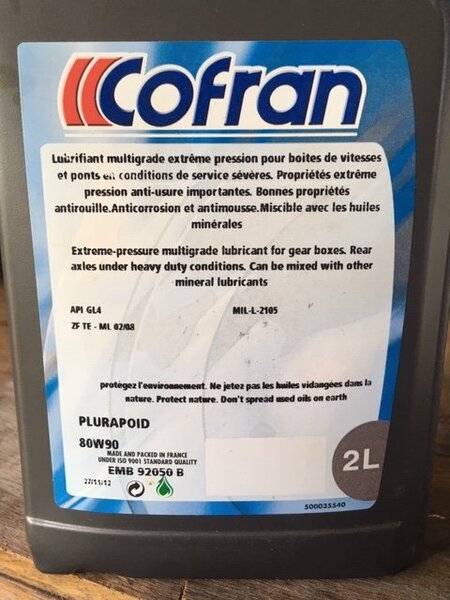 Cofran
Lubrifiant multigrade extrême pression pour boites de vitesses
et ponts en conditions de service sévères. Propriétés extrême
pression anti-usure importantes. Bonnes propriétés
antirouille.Anticorrosion et antimousse.Miscible avec les huiles
minérales
Extreme-pressure multigrade lubricant for gear boxes. Rear
axles under heavy duty conditions. Can be mixed with other
mineral lubricants
API GL4 MIL-L-2105
ZF TE - ML 02/08
protégez l'environnement. Ne jetez pas les huiles vidangées dans la
nature. Protect nature. Don't spread used oils on earth
PLURAPOID
80W90
MADE AND PACKED IN FRANCE
UNDER ISO 9001 STANDARD QUALITY
EMB 92050 B
27/11/12
2L
500035540